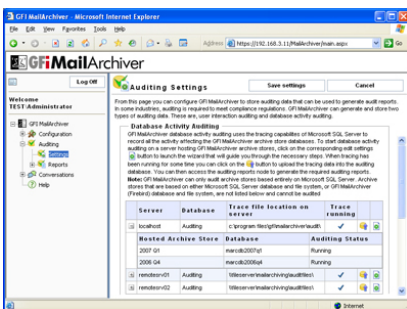 GFI MailArchiver - Microsoft Internet Explorer
File Edit View Favorites Tools Help
Address https://192.168.3.11/MailArchiver/main.aspx Go
GFiMailArchiver
Log Off
Auditing Settings Save settings Cancel
Welcome
TEST\Administrator
GFI MailArchiver
Configuration
Auditing
Settings
Reports
Conversations
Help
From this page you can configure GFI MailArchiver to store auditing data that can be used to generate audit reports.
In some industries, auditing is required to meet compliance regulations. GFI MailArchiver can generate and store two
types of auditing data. These are, user interaction auditing and database activity auditing.
Database Activity Auditing
GFI MailArchiver database activity auditing uses the tracing capabilities of Microsoft SQL Server to
record all the activity affecting the GFI MailArchiver archive store databases. To start database activity
auditing on a server hosting GFI MailArchiver archive stores, click on the corresponding edit settings
button to launch the wizard that will guide you through the necessary steps. When tracing has
been running for some time you can click on the button to upload the tracing data into the auditing
database. You can then access the auditing reports node to generate the required auditing reports.
Note: GFI MailArchiver can only audit archive stores based entirely on Microsoft SQL Server. Archive
stores that are based on either Microsoft SQL Server database and file system, or GFI MailArchiver
(Firebird) database and file system, are not listed below and cannot be audited
Server Database Trace file location on server Trace running
localhost Auditing c:\program files\gfi\mailarchiver\audit\
Hosted Archive Store Database Auditing Status
2007 Q1 marcdb2007q1 Running
2006 Q4 marcdb2006q4 Running
remotesrv01 Auditing \\fileserver\mailarchiving\auditfiles\
remotesrv02 Auditing \\fileserver\mailarchiving\auditfiles\
Internet